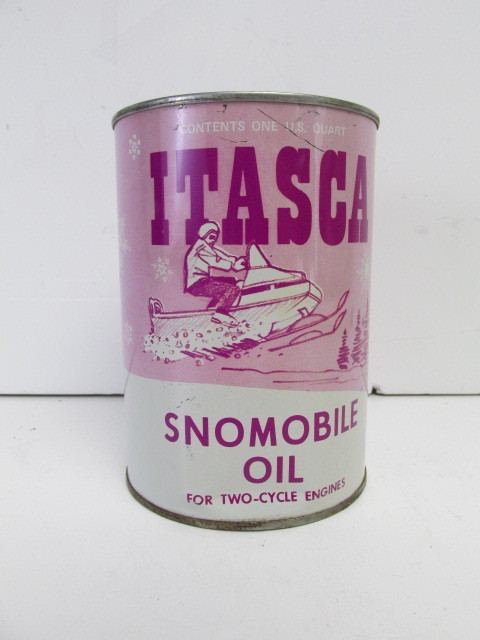 CONTENTS ONE U.S. QUART
ITASCA
SNOMOBILE
OIL
FOR TWO-CYCLE ENGINES